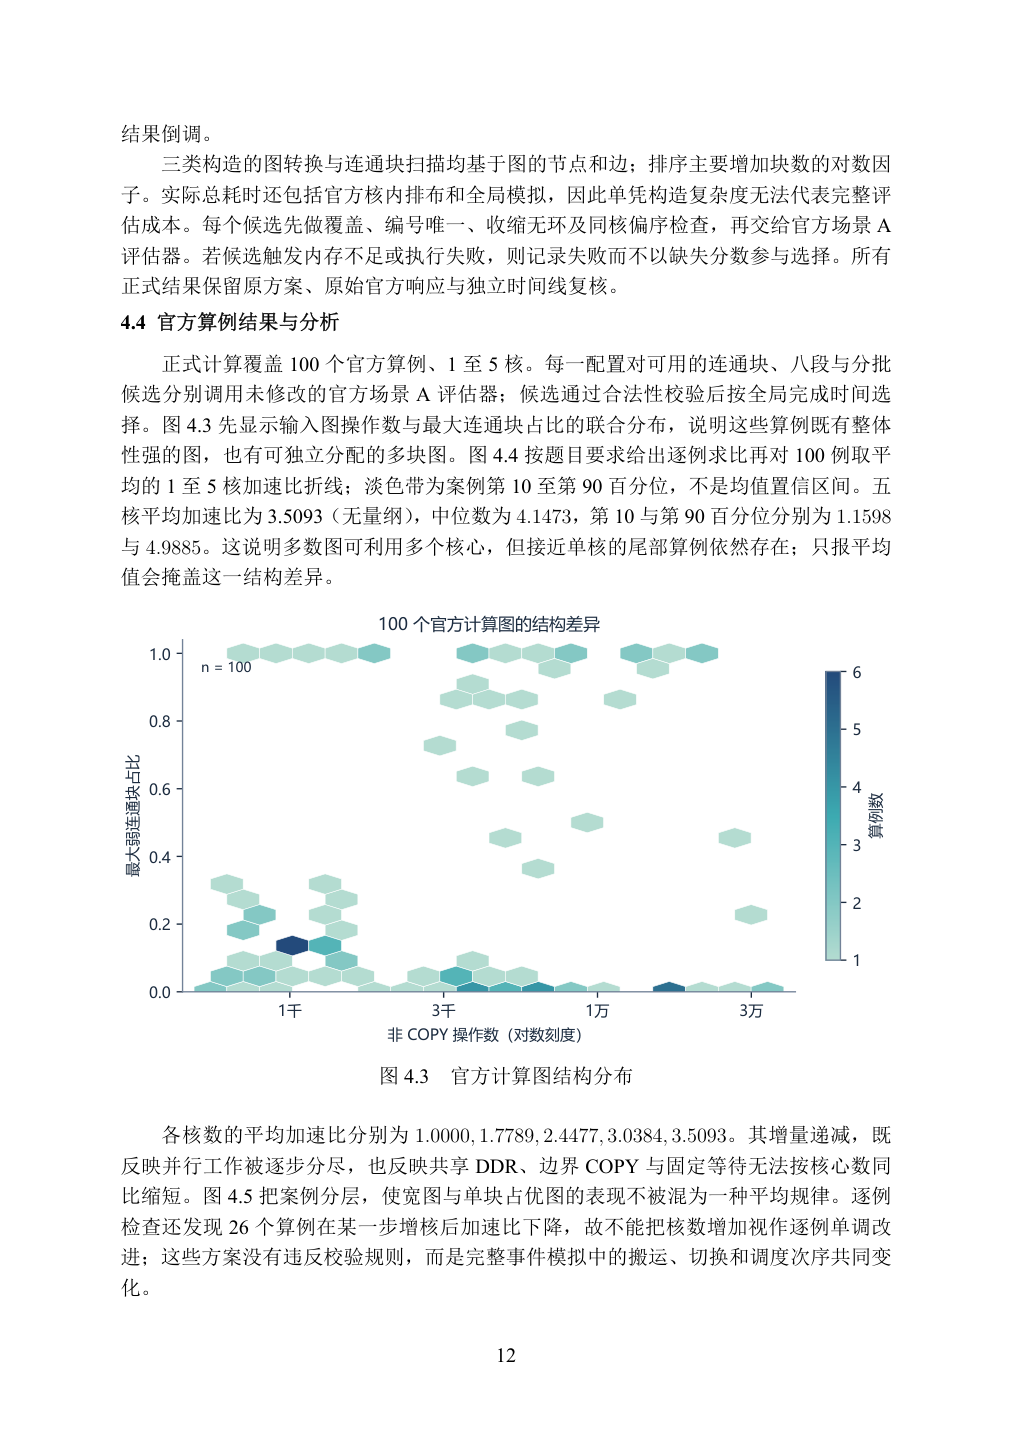 结果倒调。
三类构造的图转换与连通块扫描均基于图的节点和边；排序主要增加块数的对数因
子。实际总耗时还包括官方核内排布和全局模拟，因此单凭构造复杂度无法代表完整评
估成本。每个候选先做覆盖、编号唯一、收缩无环及同核偏序检查，再交给官方场景 A
评估器。若候选触发内存不足或执行失败，则记录失败而不以缺失分数参与选择。所有
正式结果保留原方案、原始官方响应与独立时间线复核。
4.4 官方算例结果与分析
正式计算覆盖 100 个官方算例、1 至 5 核。每一配置对可用的连通块、八段与分批
候选分别调用未修改的官方场景 A 评估器；候选通过合法性校验后按全局完成时间选
择。图 4.3 先显示输入图操作数与最大连通块占比的联合分布，说明这些算例既有整体
性强的图，也有可独立分配的多块图。图 4.4 按题目要求给出逐例求比再对 100 例取平
均的 1 至 5 核加速比折线；淡色带为案例第 10 至第 90 百分位，不是均值置信区间。五
核平均加速比为 3.5093（无量纲），中位数为 4.1473，第 10 与第 90 百分位分别为 1.1598
与 4.9885。这说明多数图可利用多个核心，但接近单核的尾部算例依然存在；只报平均
值会掩盖这一结构差异。
100 个官方计算图的结构差异
n = 100
最大弱连通块占比
1.0
0.8
0.6
0.4
0.2
0.0
1千
3千
1万
3万
非 COPY 操作数（对数刻度）
6
5
4
3
2
1
算例数
图 4.3 官方计算图结构分布
各核数的平均加速比分别为 1.0000, 1.7789, 2.4477, 3.0384, 3.5093。其增量递减，既
反映并行工作被逐步分尽，也反映共享 DDR、边界 COPY 与固定等待无法按核心数同
比缩短。图 4.5 把案例分层，使宽图与单块占优图的表现不被混为一种平均规律。逐例
检查还发现 26 个算例在某一步增核后加速比下降，故不能把核数增加视作逐例单调改
进；这些方案没有违反校验规则，而是完整事件模拟中的搬运、切换和调度次序共同变
化。
12